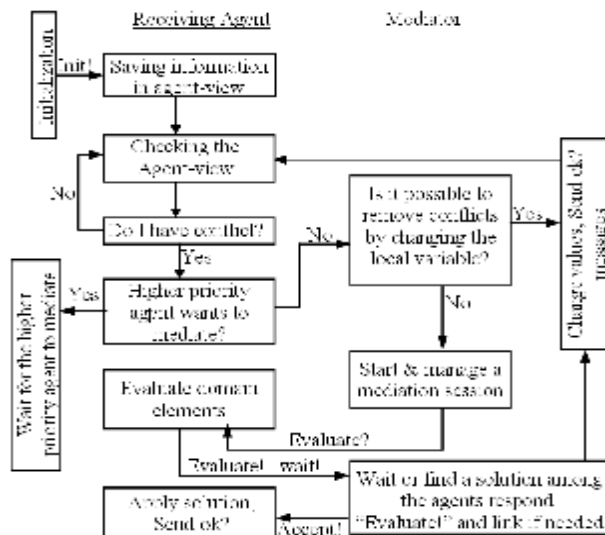 Receiving Agent
Mediator
Initialization
Init!
Saving information
in agent-view
Checking the
Agent-view
No
Do I have conflict?
Yes
Yes
Higher priority
agent wants to
mediate?
No
Is it possible to
remove conflicts
by changing the
local variable?
Yes
Change values, Send ok?
messages
No
Wait for the higher
priority agent to mediate
Start & manage a
mediation session
Evaluate domain
elements
Evaluate?
Evaluate! wait!
Wait or find a solution among
the agents respond
"Evaluate!" and link if needed
Apply solution,
Send ok?
Accept!